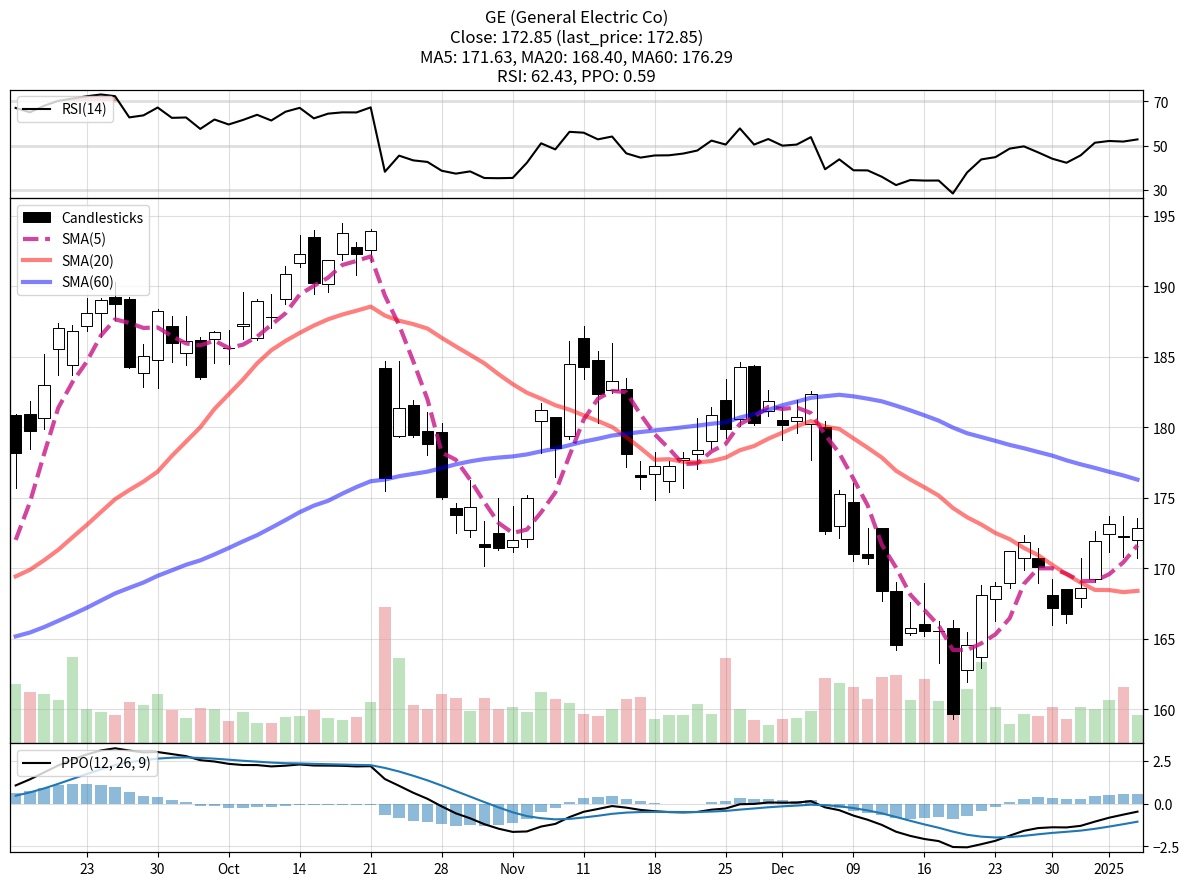 GE (General Electric Co)
Close: 172.85 (last_price: 172.85)
MA5: 171.63, MA20: 168.40, MA60: 176.29
RSI: 62.43, PPO: 0.59
RSI(14)
70
50
30
Candlesticks
SMA(5)
SMA(20)
SMA(60)
195
190
185
180
175
170
165
160
PPO(12, 26, 9)
2.5
0.0
−2.5
23 30 Oct 14 21 28 Nov 11 18 25 Dec 09 16 23 30 2025